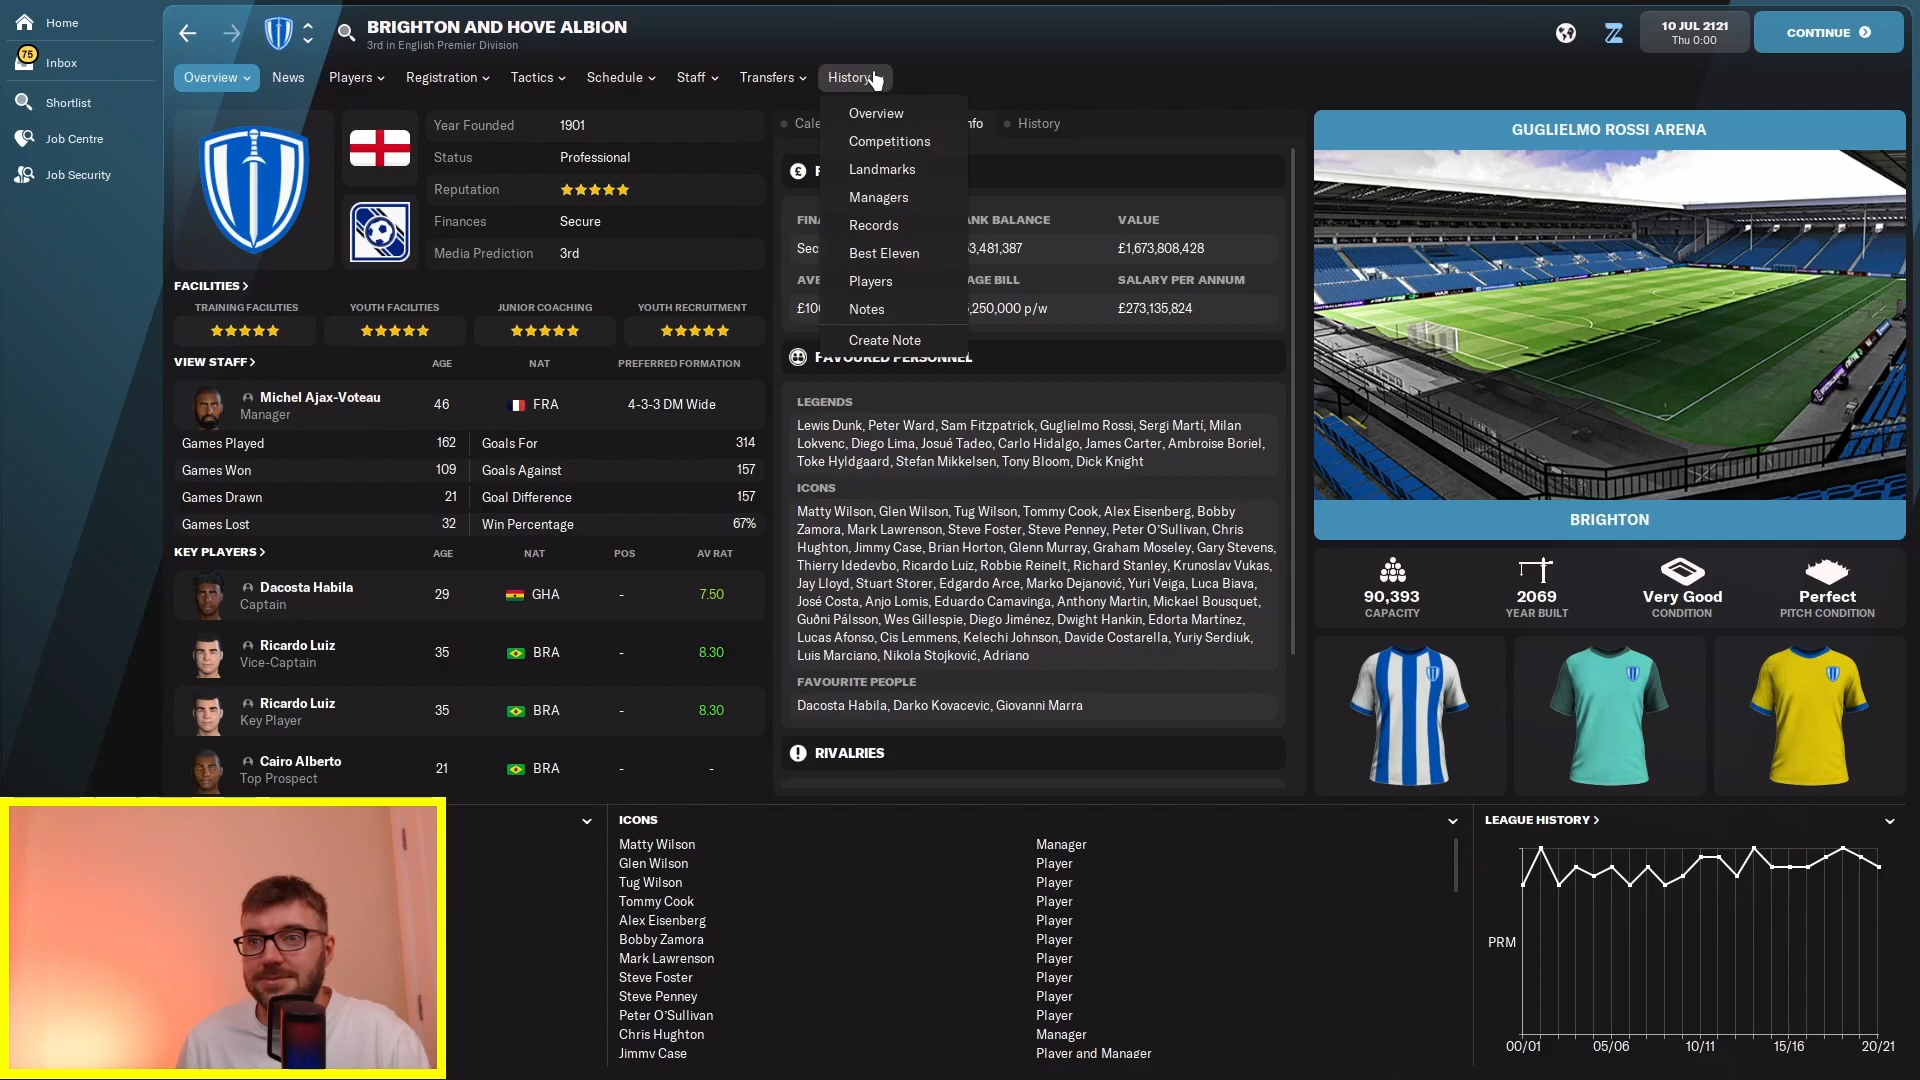 Home
75
Inbox
Shortlist
Job Centre
Job Security
BRIGHTON AND HOVE ALBION
3rd in English Premier Division
10 JUL 2121
Thu 0:00
CONTINUE
Overview
News
Players
Registration
Tactics
Schedule
Staff
Transfers
History
Overview
Competitions
Landmarks
Managers
Records
Best Eleven
Players
Notes
Create Note
Year Founded 1901
Status Professional
Reputation
Finances Secure
Media Prediction 3rd
FACILITIES
TRAINING FACILITIES
YOUTH FACILITIES
JUNIOR COACHING
YOUTH RECRUITMENT
VIEW STAFF AGE NAT PREFERRED FORMATION
Michel Ajax-Voteau
Manager
46 FRA 4-3-3 DM Wide
Games Played 162 Goals For 314
Games Won 109 Goals Against 157
Games Drawn 21 Goal Difference 157
Games Lost 32 Win Percentage 67%
KEY PLAYERS AGE NAT POS AV RAT
Dacosta Habila
Captain
29 GHA - 7.50
Ricardo Luiz
Vice-Captain
35 BRA - 8.30
Ricardo Luiz
Key Player
35 BRA - 8.30
Cairo Alberto
Top Prospect
21 BRA - -
Cale nfo History
F
FINA ANK BALANCE VALUE
Sec 3,481,387 £1,673,808,428
AVE AGE BILL SALARY PER ANNUM
£10 ,250,000 p/w £273,135,824
FAVOURED PERSONNEL
LEGENDS
Lewis Dunk, Peter Ward, Sam Fitzpatrick, Guglielmo Rossi, Sergi Martí, Milan
Lokvenc, Diego Lima, Josué Tadeo, Carlo Hidalgo, James Carter, Ambroise Boriel,
Toke Hyldgaard, Stefan Mikkelsen, Tony Bloom, Dick Knight
ICONS
Matty Wilson, Glen Wilson, Tug Wilson, Tommy Cook, Alex Eisenberg, Bobby
Zamora, Mark Lawrenson, Steve Foster, Steve Penney, Peter O'Sullivan, Chris
Hughton, Jimmy Case, Brian Horton, Glenn Murray, Graham Moseley, Gary Stevens,
Thierry Idedevbo, Ricardo Luiz, Robbie Reinelt, Richard Stanley, Krunoslav Vukas,
Jay Lloyd, Stuart Storer, Edgardo Arce, Marko Dejanović, Yuri Veiga, Luca Biava,
José Costa, Anjo Lomis, Eduardo Camavinga, Anthony Martin, Mickael Bousquet,
Guðni Pálsson, Wes Gillespie, Diego Jiménez, Dwight Hankin, Edorta Martínez,
Lucas Afonso, Cis Lemmens, Kelechi Johnson, Davide Costarella, Yuriy Serdiuk,
Luis Marciano, Nikola Stojković, Adriano
FAVOURITE PEOPLE
Dacosta Habila, Darko Kovacevic, Giovanni Marra
RIVALRIES
GUGLIELMO ROSSI ARENA
BRIGHTON
90,393
CAPACITY
2069
YEAR BUILT
Very Good
CONDITION
Perfect
PITCH CONDITION
ICONS
Matty Wilson Manager
Glen Wilson Player
Tug Wilson Player
Tommy Cook Player
Alex Eisenberg Player
Bobby Zamora Player
Mark Lawrenson Player
Steve Foster Player
Steve Penney Player
Peter O'Sullivan Player
Chris Hughton Manager
Jimmy Case Player and Manager
LEAGUE HISTORY
PRM
00/01 05/06 10/11 15/16 20/21